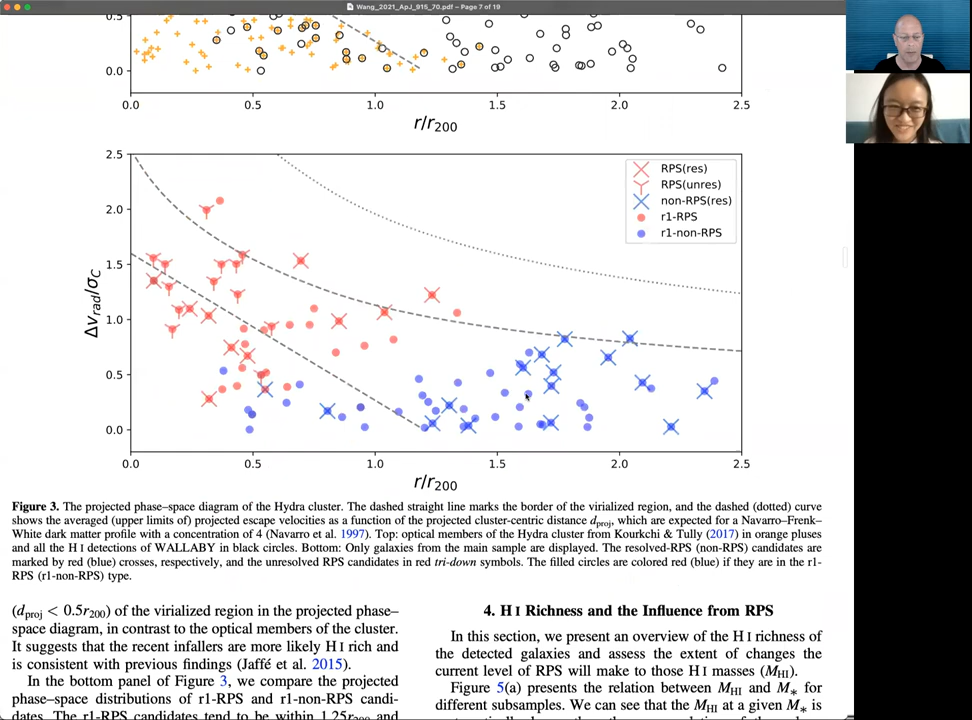 Wang_2021_ApJ_915_70.pdf – Page 7 of 19
0.5
0.0
0.0 0.5 1.0 1.5 2.0 2.5
r/r200
2.5
2.0
1.5
1.0
0.5
0.0
Δvrad/σC
RPS(res)
RPS(unres)
non-RPS(res)
r1-RPS
r1-non-RPS
0.0 0.5 1.0 1.5 2.0 2.5
r/r200
Figure 3. The projected phase–space diagram of the Hydra cluster. The dashed straight line marks the border of the virialized region, and the dashed (dotted) curve
shows the averaged (upper limits of) projected escape velocities as a function of the projected cluster-centric distance dproj, which are expected for a Navarro–Frenk–
White dark matter profile with a concentration of 4 (Navarro et al. 1997). Top: optical members of the Hydra cluster from Kourkchi & Tully (2017) in orange pluses
and all the H I detections of WALLABY in black circles. Bottom: Only galaxies from the main sample are displayed. The resolved-RPS (non-RPS) candidates are
marked by red (blue) crosses, respectively, and the unresolved RPS candidates in red tri-down symbols. The filled circles are colored red (blue) if they are in the r1-
RPS (r1-non-RPS) type.
(dproj < 0.5r200) of the virialized region in the projected phase–
space diagram, in contrast to the optical members of the cluster.
It suggests that the recent infallers are more likely H I rich and
is consistent with previous findings (Jaffé et al. 2015).
In the bottom panel of Figure 3, we compare the projected
phase–space distributions of r1-RPS and r1-non-RPS candi-
dates. The r1-RPS candidates tend to be within 1.25r200 and
4. H I Richness and the Influence from RPS
In this section, we present an overview of the H I richness of
the detected galaxies and assess the extent of changes the
current level of RPS will make to those H I masses (MHI).
Figure 5(a) presents the relation between MHI and M* for
different subsamples. We can see that the MHI at a given M* is